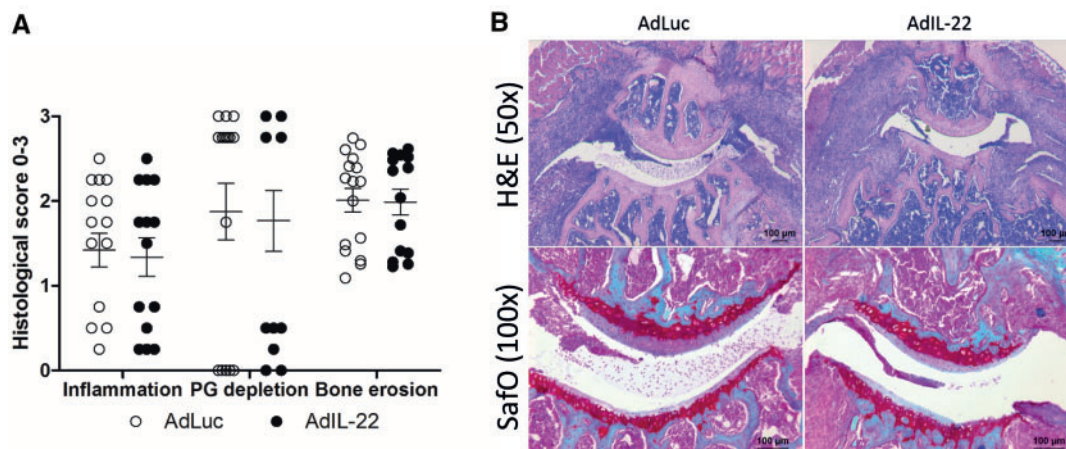 A
Histological score 0-3
3
2
1
0
Inflammation PG depletion Bone erosion
AdLuc AdIL-22
B
AdLuc AdIL-22
H&E (50x)
100 µm 100 µm
SafO (100x)
100 µm 100 µm